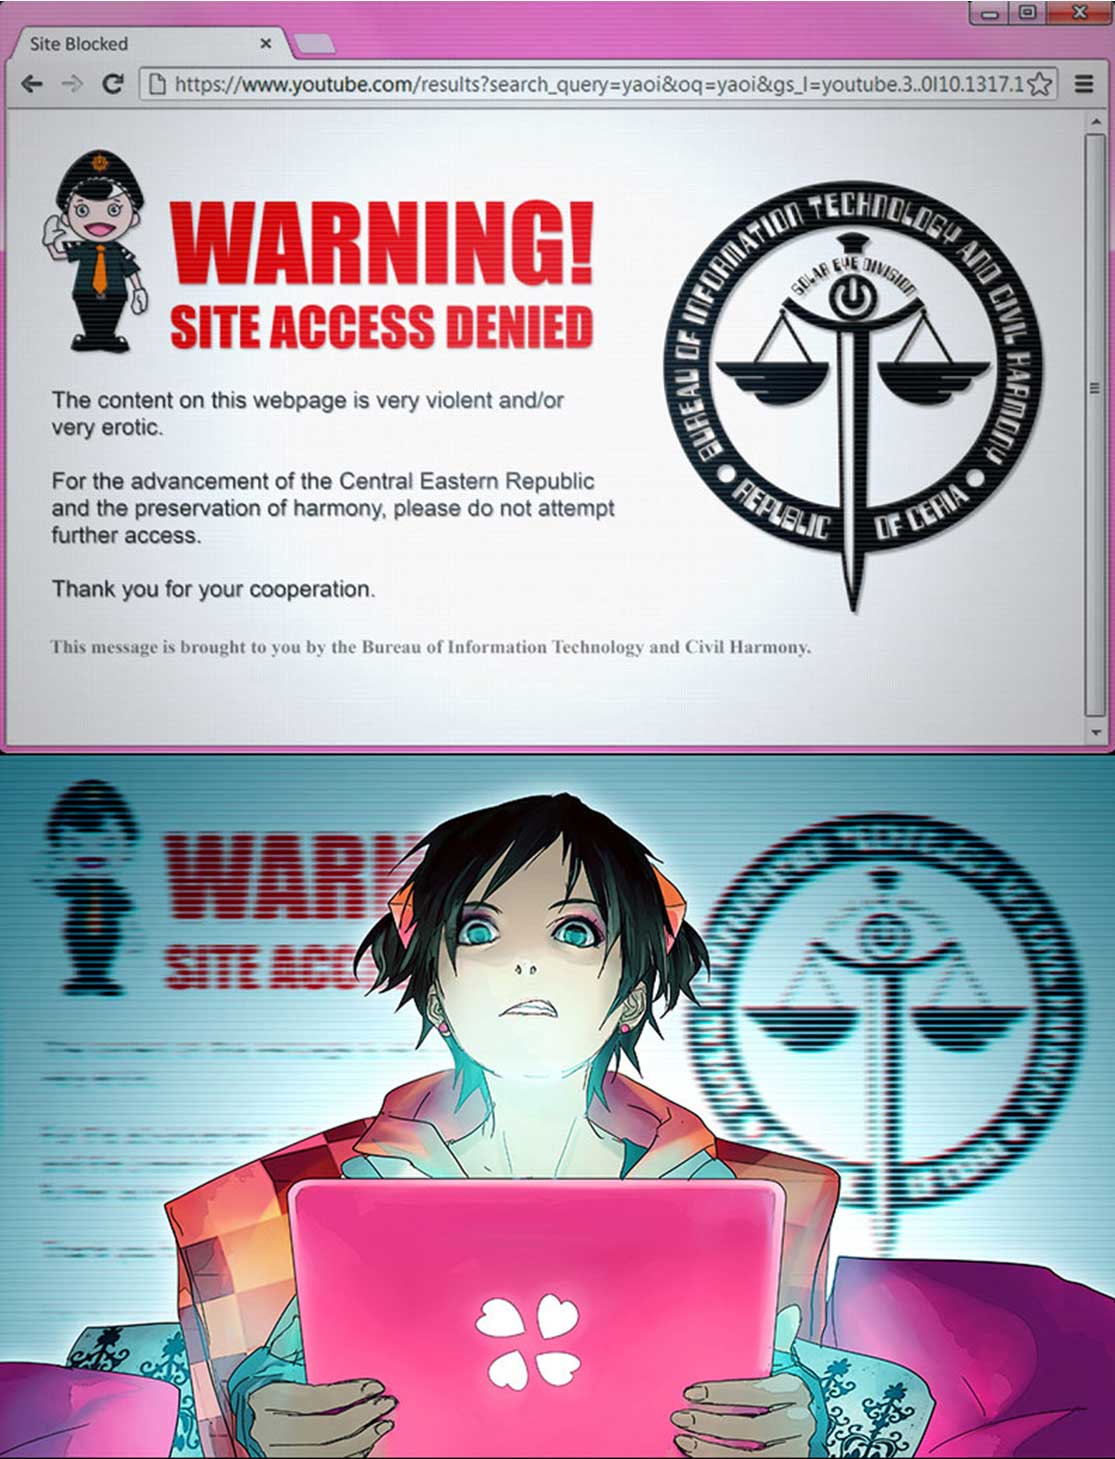 Site Blocked
https://www.youtube.com/results?search_query=yaoi&oq=yaoi&gs_l=youtube.3..0l10.1317.1
WARNING!
SITE ACCESS DENIED
The content on this webpage is very violent and/or
very erotic.
For the advancement of the Central Eastern Republic
and the preservation of harmony, please do not attempt
further access.
Thank you for your cooperation.
This message is brought to you by the Bureau of Information Technology and Civil Harmony.
BUREAU OF INFORMATION TECHNOLOGY AND CIVIL HARMONY
SOLAR EYE DIVISION
REPUBLIC OF CERIA
WARN
SITE ACC